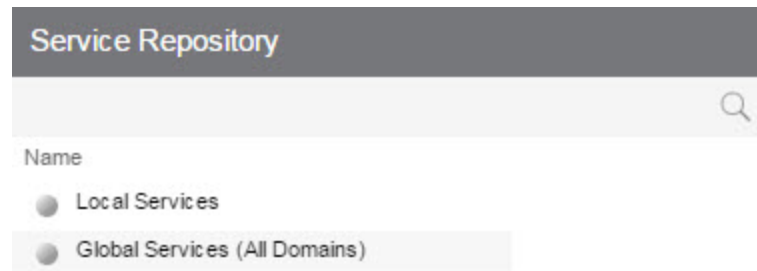 Service Repository
Name
Local Services
Global Services (All Domains)